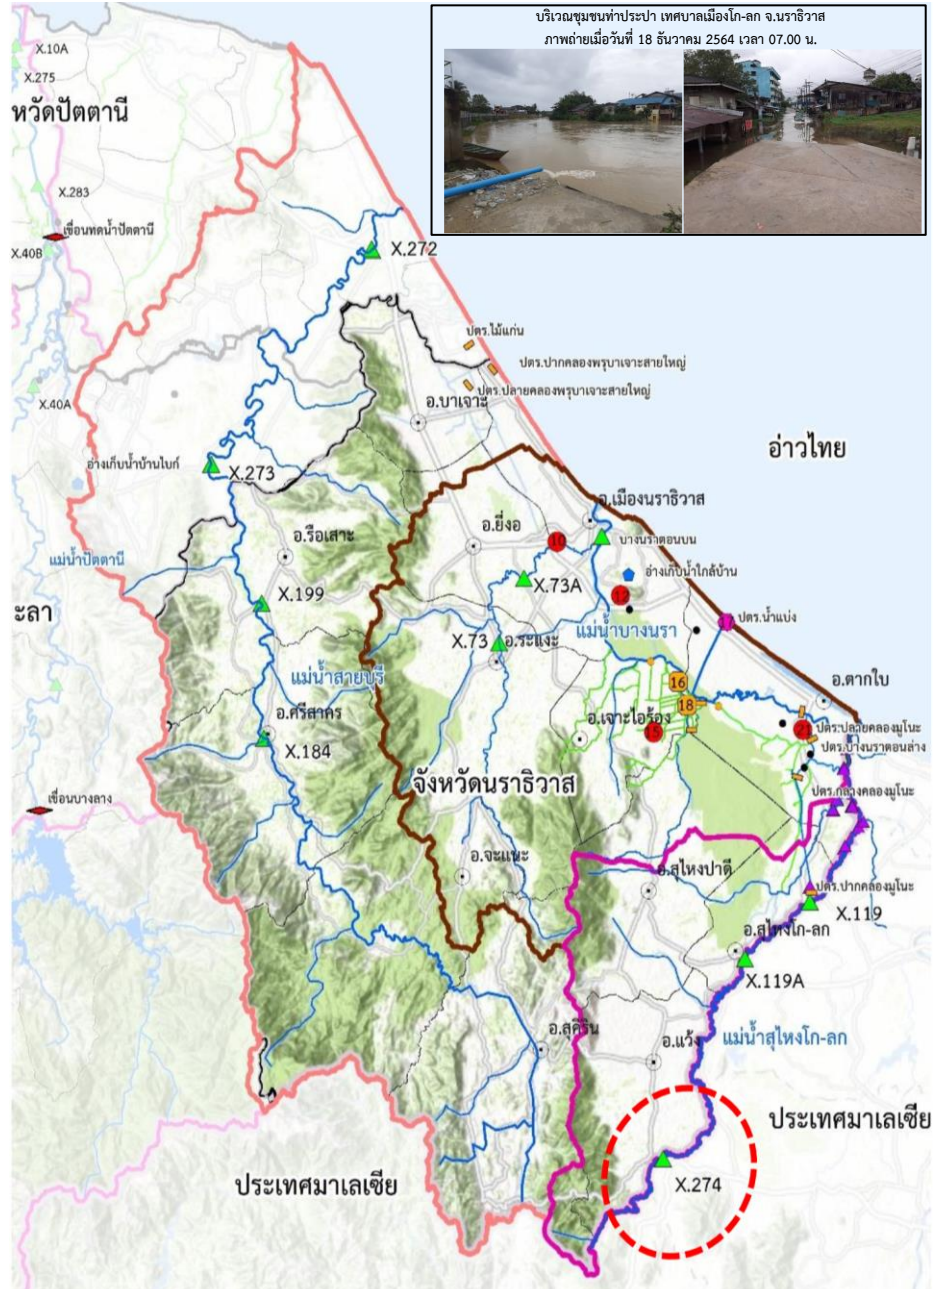 บริเวณชุมชนท่าประปา เทศบาลเมืองโก-ลก จ.นราธิวาส
ภาพถ่ายเมื่อวันที่ 18 ธันวาคม 2564 เวลา 07.00 น.
X.10A
X.275
หวัดปัตตานี
X.283
เขื่อนทดน้ำปัตตานี
X.40B
X.272
ปตร.ไม้แก่น
ปตร.ปากคลองพรุบาเจาะสายใหญ่
ปตร.ปลายคลองพรุบาเจาะสายใหญ่
X.40A
อ.บาเจาะ
อ่าวไทย
อ่างเก็บน้ำบ้านไบก์
X.273
อ.เมืองนราธิวาส
อ.รือเสาะ
อ.ยี่งอ
10
บางนราตอนบน
แม่น้ำปัตตานี
อ่างเก็บน้ำใกล้บ้าน
X.73A
12
X.199
ะลา
17
ปตร.น้ำแบ่ง
X.73
อ.ระแงะ
แม่น้ำบางนรา
แม่น้ำสายบุรี
อ.ตากใบ
16
18
อ.ศรีสาคร
อ.เจาะไอร้อง
15
21
ปตร.ปลายคลองมูโนะ
X.184
ปตร.บางนราตอนล่าง
จังหวัดนราธิวาส
ปตร.กลางคลองมูโนะ
เขื่อนบางลาง
อ.จะแนะ
อ.สุไหงปาดี
ปตร.ปากคลองมูโนะ
X.119
อ.สุไหงโก-ลก
X.119A
อ.สุคิริน
อ.แว้ง
แม่น้ำสุไหงโก-ลก
ประเทศมาเลเซีย
X.274
ประเทศมาเลเซีย